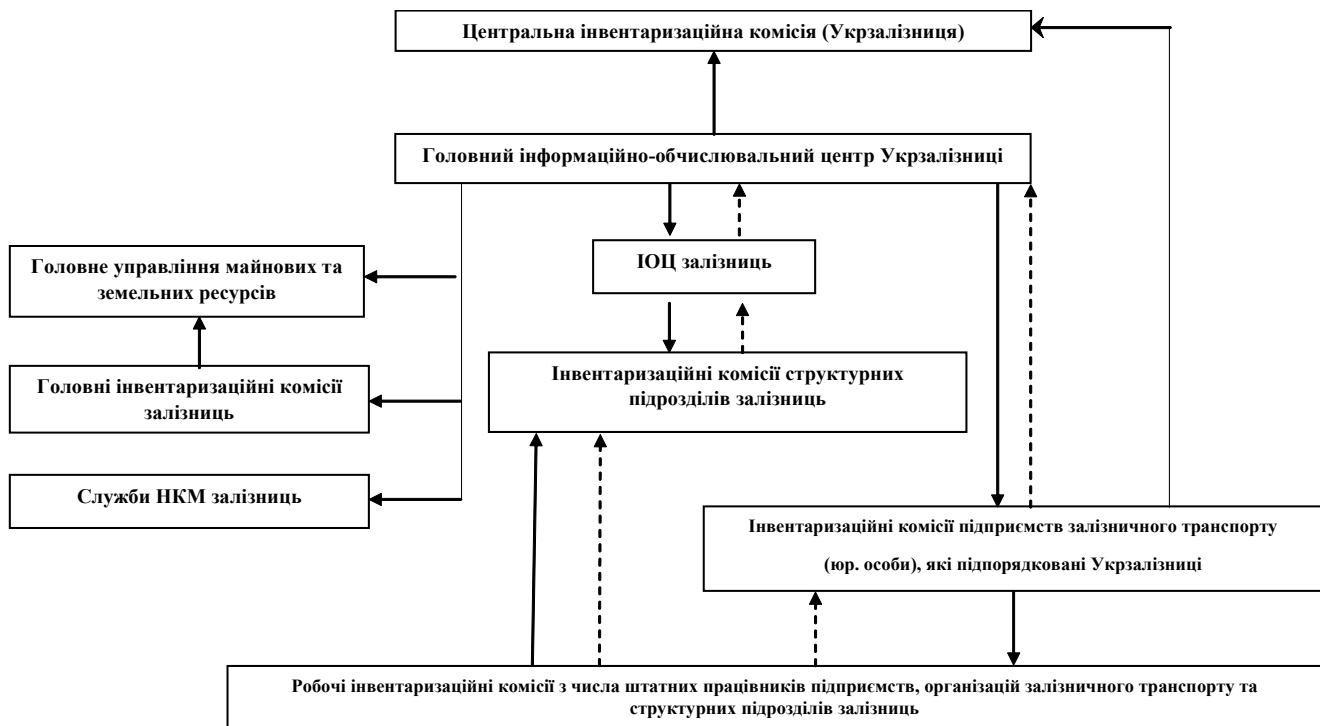 Центральна інвентаризаційна комісія (Укрзалізниця)
Головний інформаційно-обчислювальний центр Укрзалізниці
ІОЦ залізниць
Головне управління майнових та
земельних ресурсів
Інвентаризаційні комісії структурних
підрозділів залізниць
Головні інвентаризаційні комісії
залізниць
Служби НКМ залізниць
Інвентаризаційні комісії підприємств залізничного транспорту
(юр. особи), які підпорядковані Укрзалізниці
Робочі інвентаризаційні комісії з числа штатних працівників підприємств, організацій залізничного транспорту та
структурних підрозділів залізниць